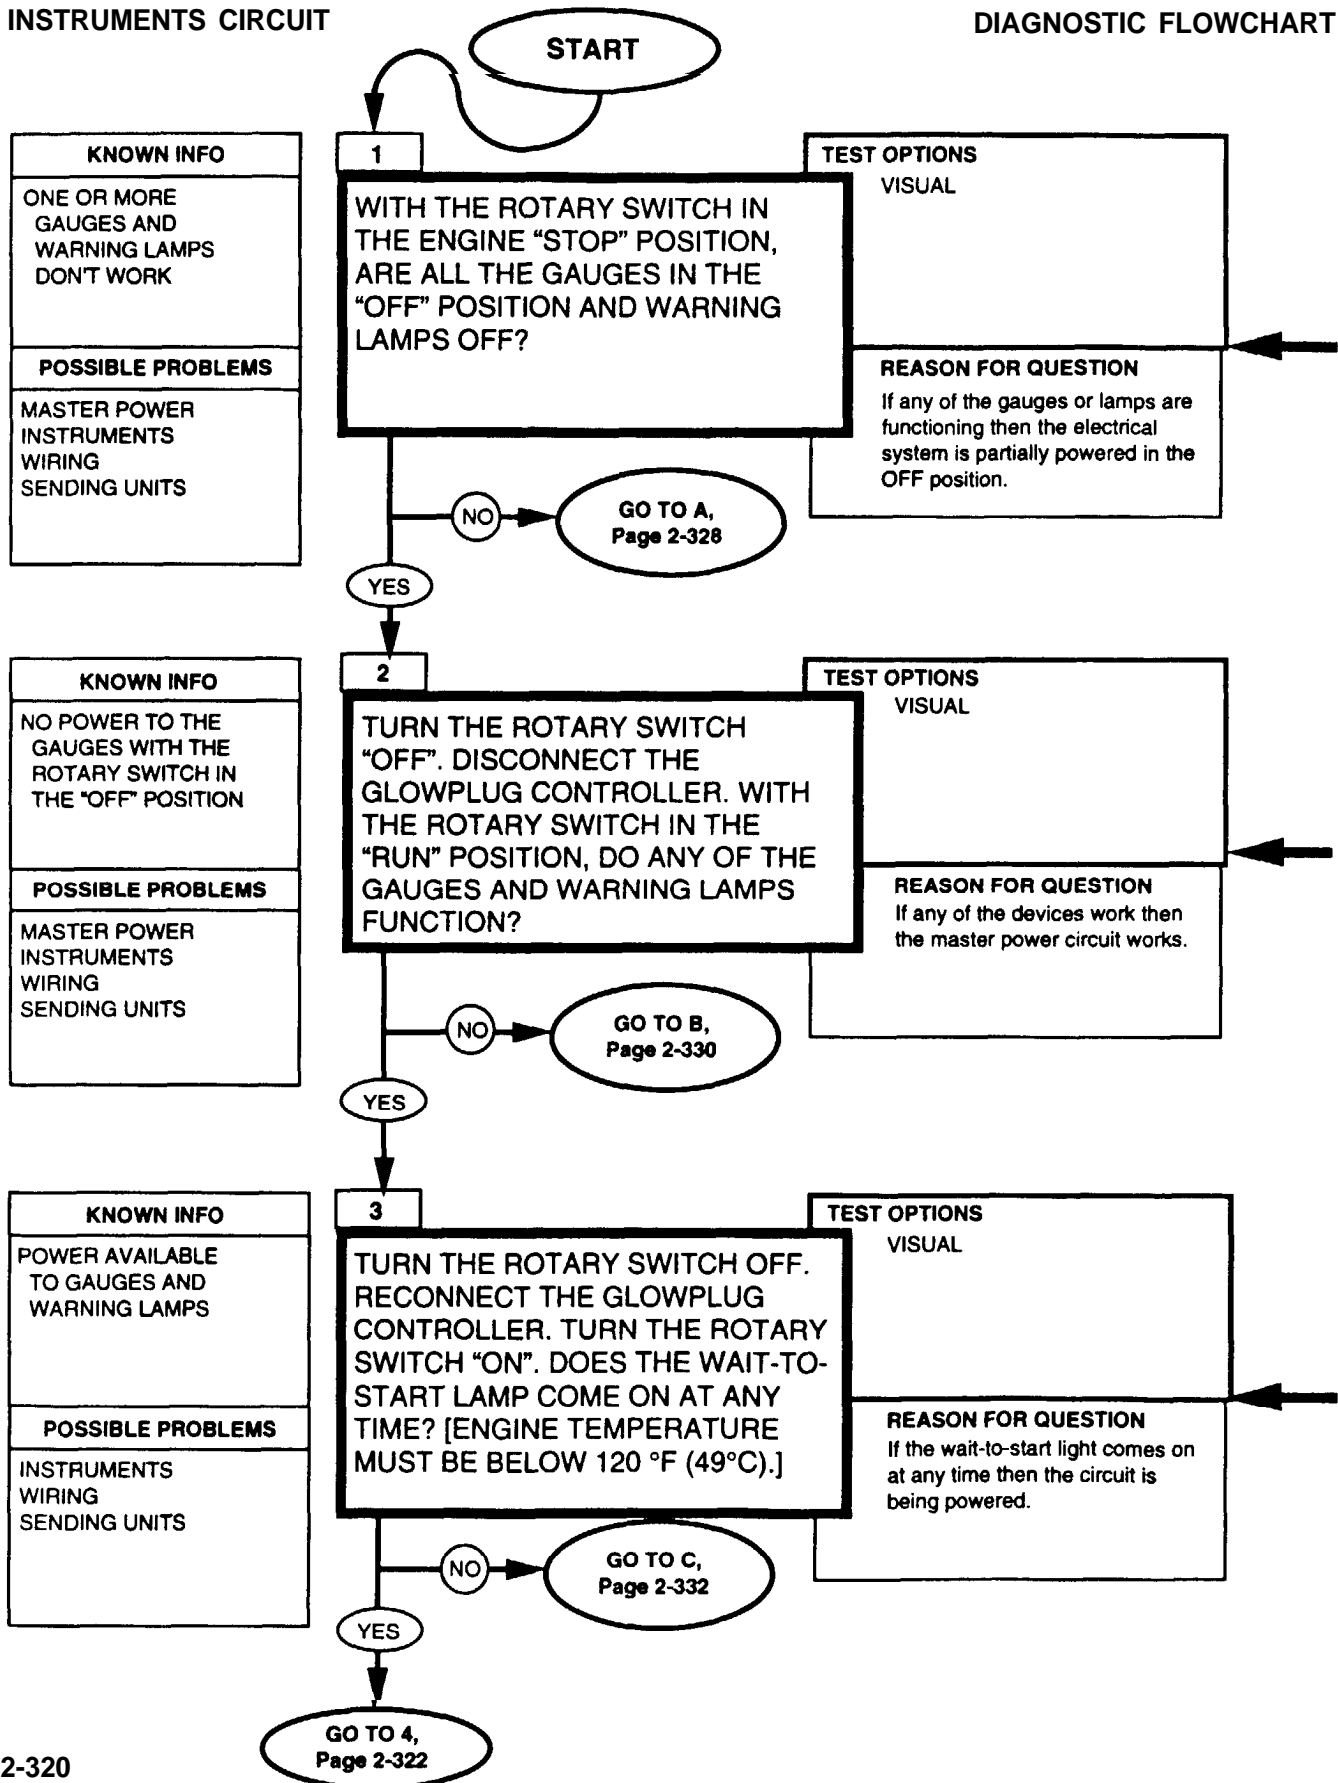 INSTRUMENTS CIRCUIT
DIAGNOSTIC FLOWCHART
START
KNOWN INFO
ONE OR MORE
GAUGES AND
WARNING LAMPS
DON'T WORK
POSSIBLE PROBLEMS
MASTER POWER
INSTRUMENTS
WIRING
SENDING UNITS
1
WITH THE ROTARY SWITCH IN
THE ENGINE “STOP” POSITION,
ARE ALL THE GAUGES IN THE
“OFF” POSITION AND WARNING
LAMPS OFF?
TEST OPTIONS
VISUAL
REASON FOR QUESTION
If any of the gauges or lamps are
functioning then the electrical
system is partially powered in the
OFF position.
NO
GO TO A,
Page 2-328
YES
KNOWN INFO
NO POWER TO THE
GAUGES WITH THE
ROTARY SWITCH IN
THE “OFF” POSITION
POSSIBLE PROBLEMS
MASTER POWER
INSTRUMENTS
WIRING
SENDING UNITS
2
TURN THE ROTARY SWITCH
“OFF”. DISCONNECT THE
GLOWPLUG CONTROLLER. WITH
THE ROTARY SWITCH IN THE
“RUN” POSITION, DO ANY OF THE
GAUGES AND WARNING LAMPS
FUNCTION?
TEST OPTIONS
VISUAL
REASON FOR QUESTION
If any of the devices work then
the master power circuit works.
NO
GO TO B,
Page 2-330
YES
KNOWN INFO
POWER AVAILABLE
TO GAUGES AND
WARNING LAMPS
POSSIBLE PROBLEMS
INSTRUMENTS
WIRING
SENDING UNITS
3
TURN THE ROTARY SWITCH OFF.
RECONNECT THE GLOWPLUG
CONTROLLER. TURN THE ROTARY
SWITCH “ON”. DOES THE WAIT-TO-
START LAMP COME ON AT ANY
TIME? [ENGINE TEMPERATURE
MUST BE BELOW 120 °F (49°C).]
TEST OPTIONS
VISUAL
REASON FOR QUESTION
If the wait-to-start light comes on
at any time then the circuit is
being powered.
NO
GO TO C,
Page 2-332
YES
GO TO 4,
Page 2-322
2-320